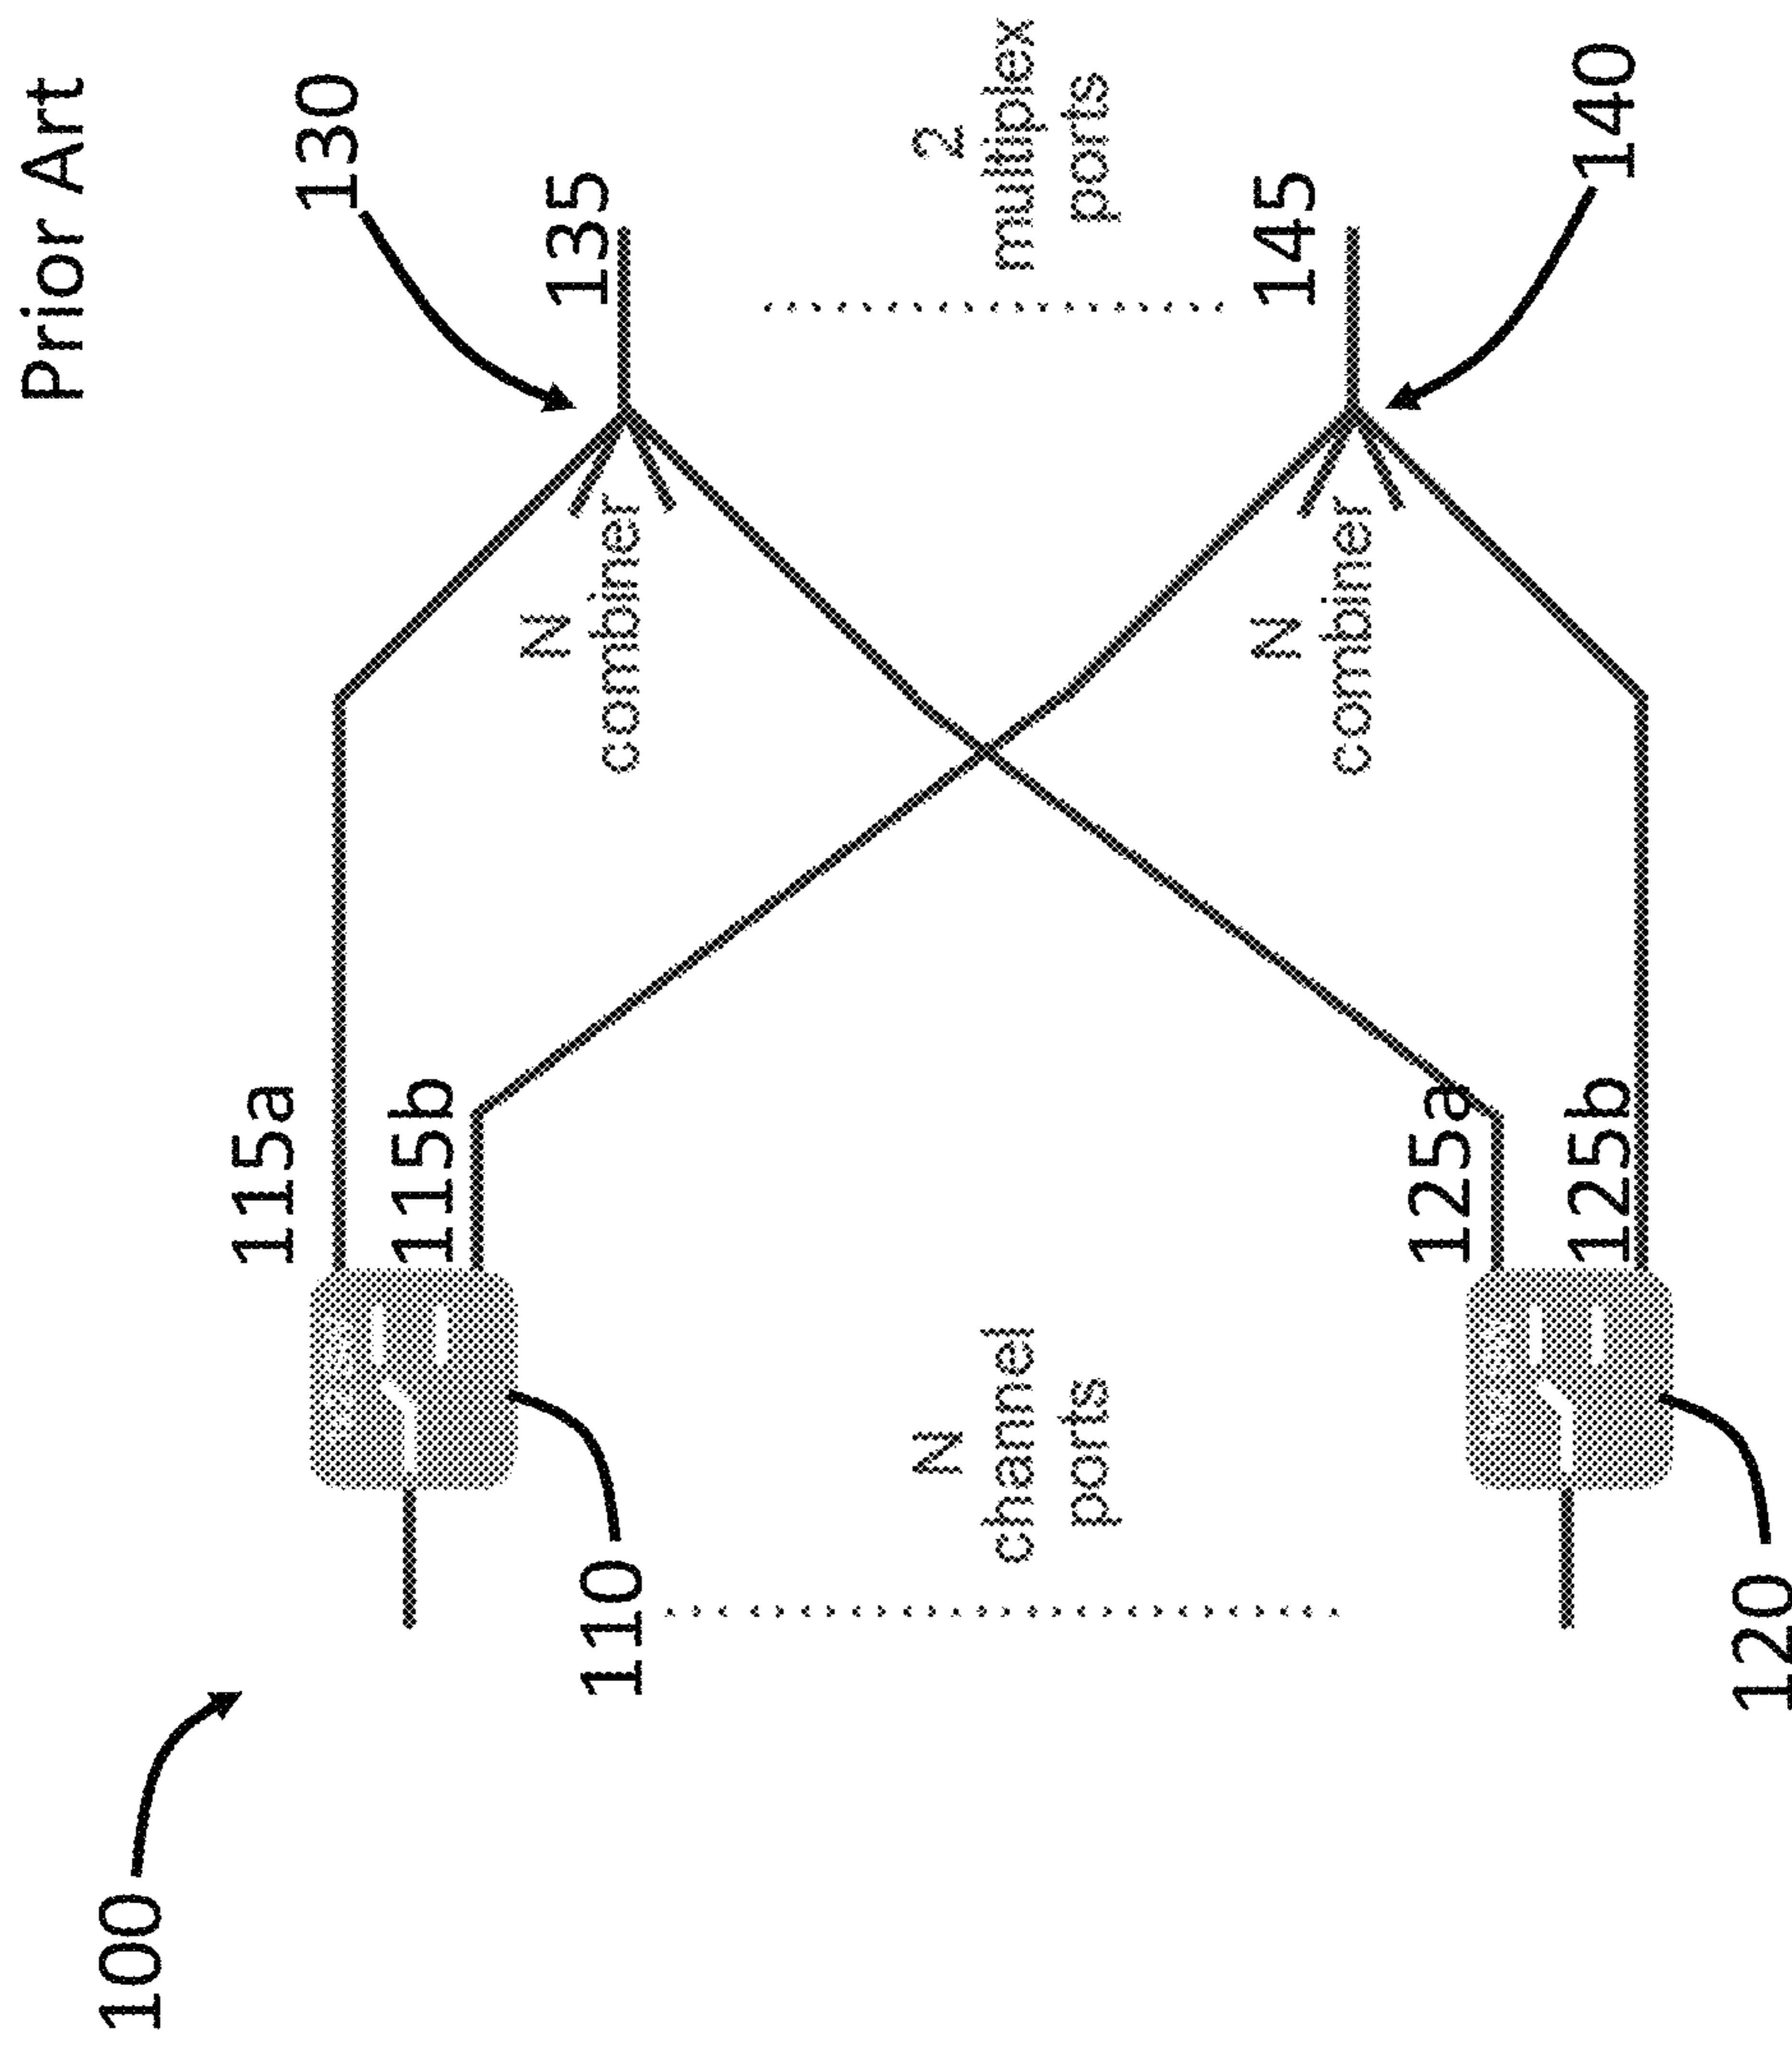 Prior Art
100
115a
130
115b
135
N
combiner
110
N
channel
ports
2
multiplex
ports
N
combiner
145
125a
125b
140
120